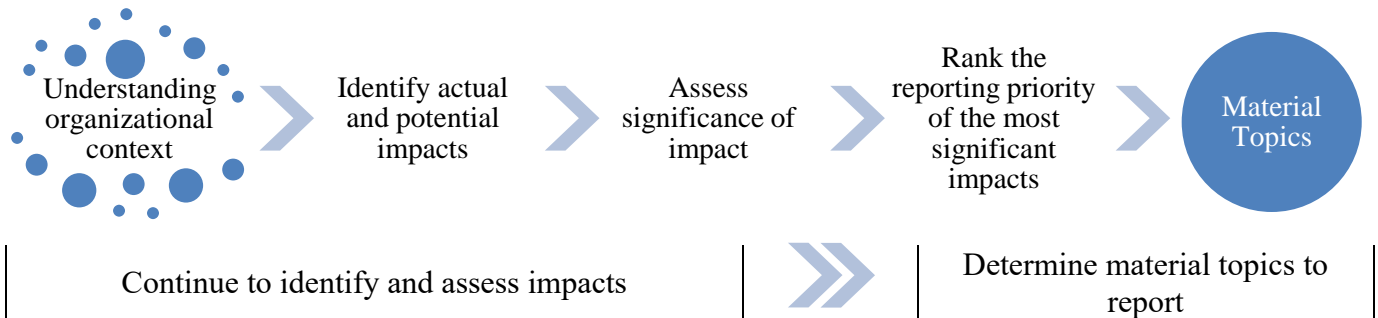 Understanding
organizational
context
Identify actual
and potential
impacts
Assess
significance of
impact
Rank the
reporting priority
of the most
significant
impacts
Material
Topics
Continue to identify and assess impacts
Determine material topics to
report